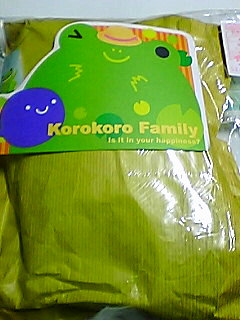 Korokoro Family
Is it in your happiness?